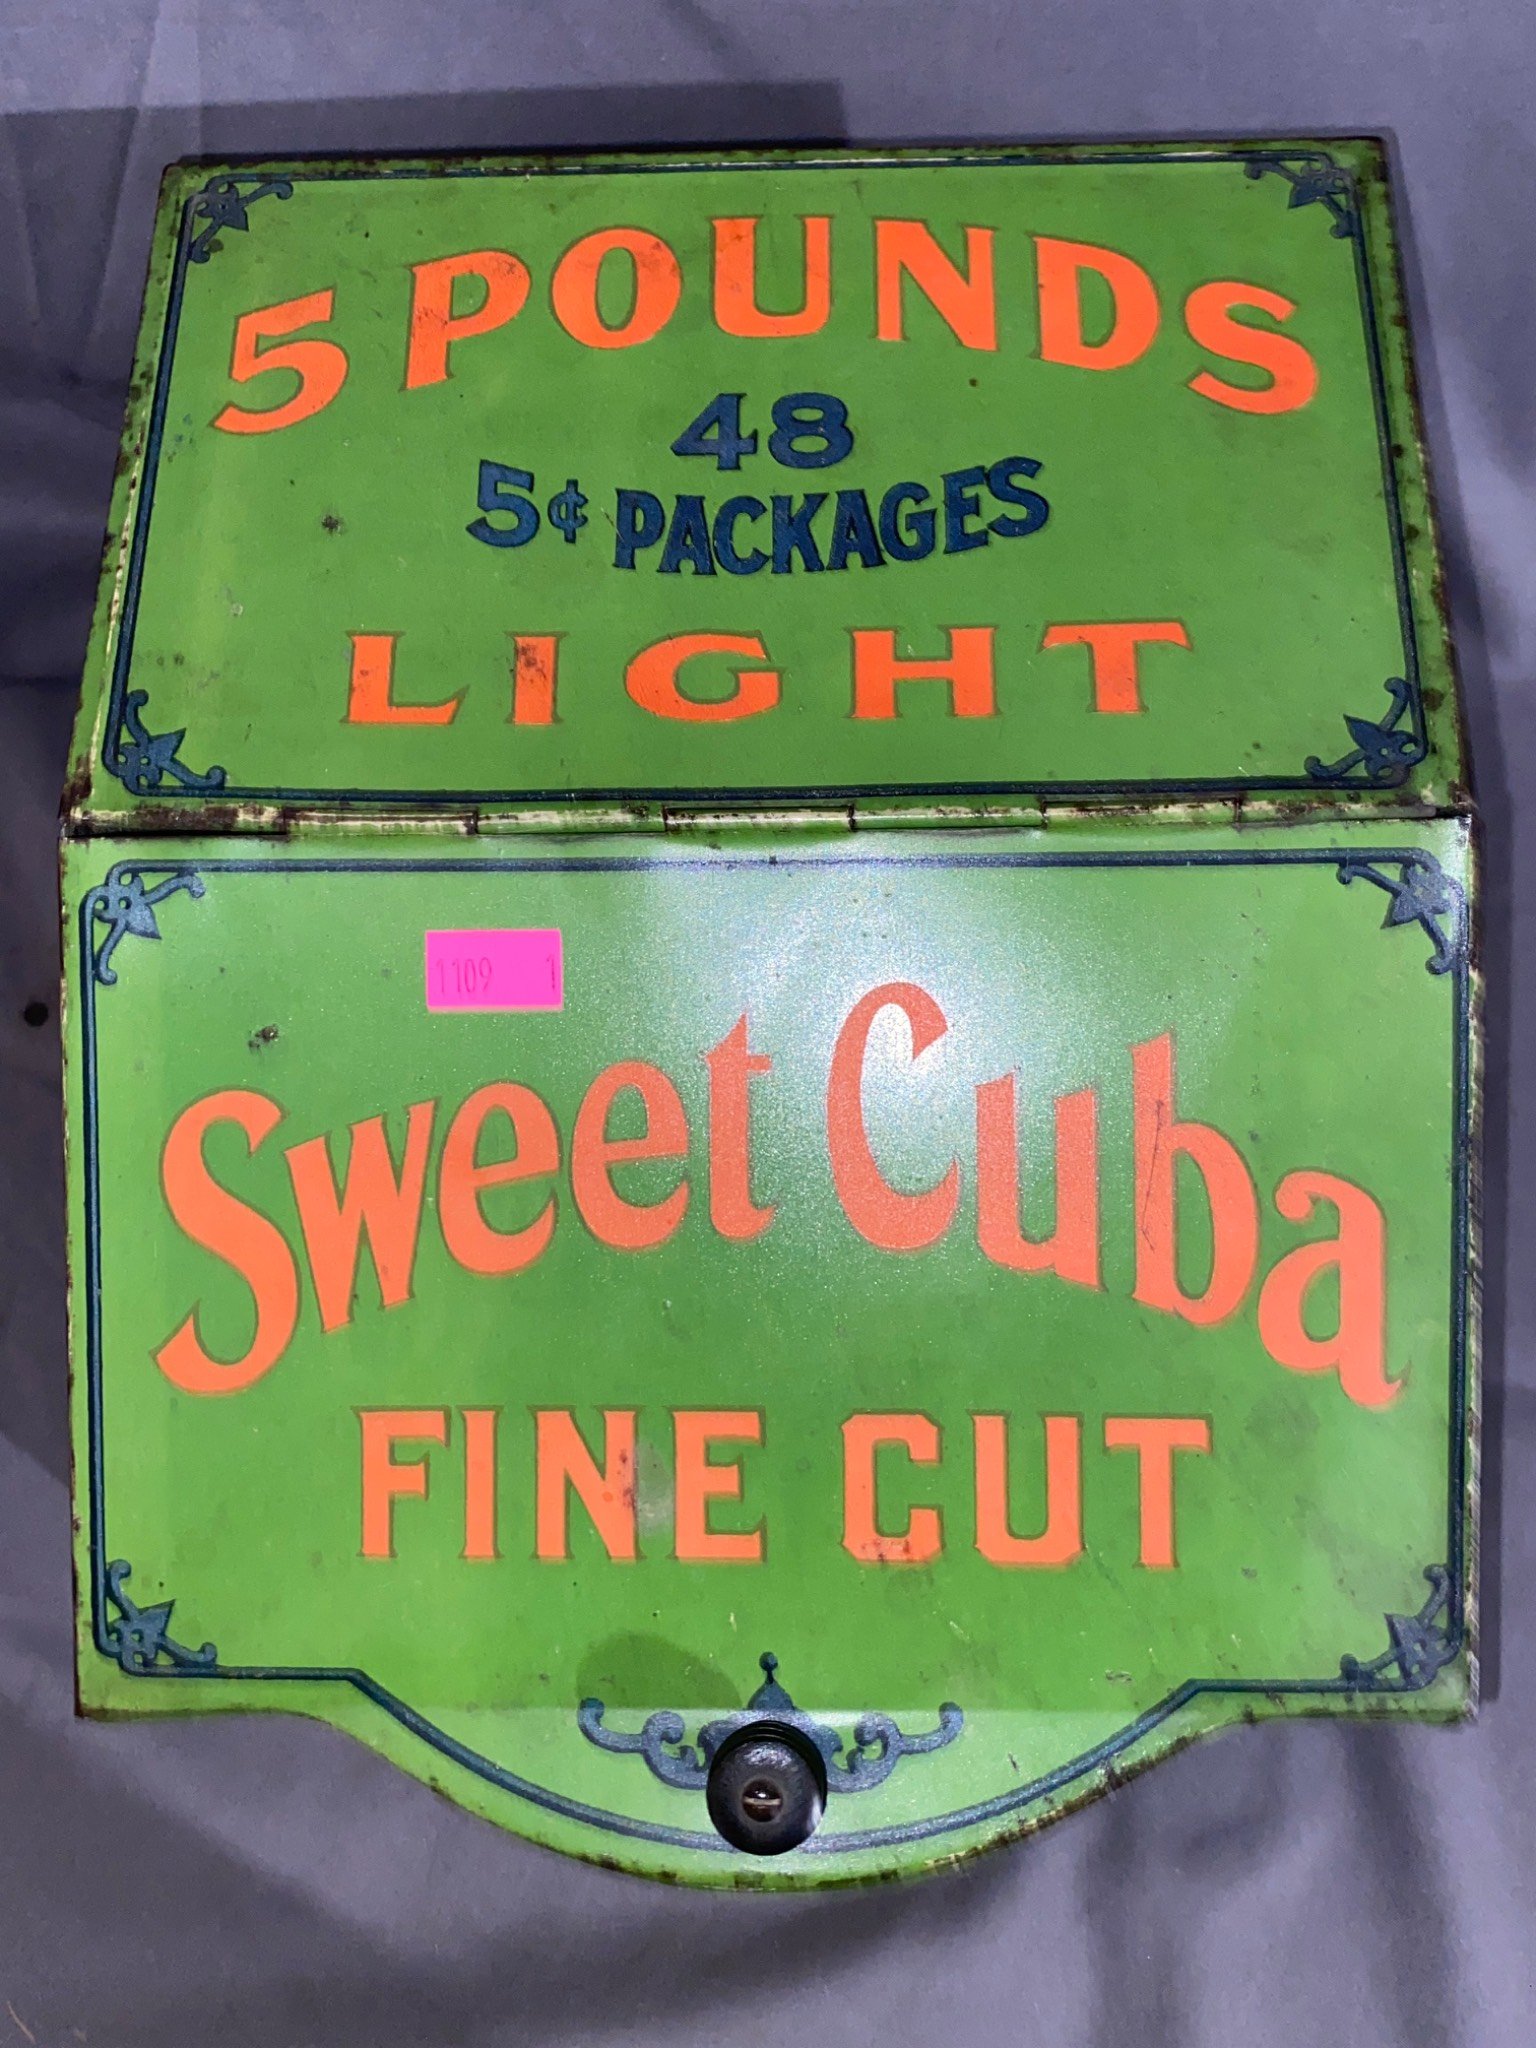 5 POUNDS
48
5¢ PACKAGES
LIGHT
1109 1
Sweet Cuba
FINE CUT